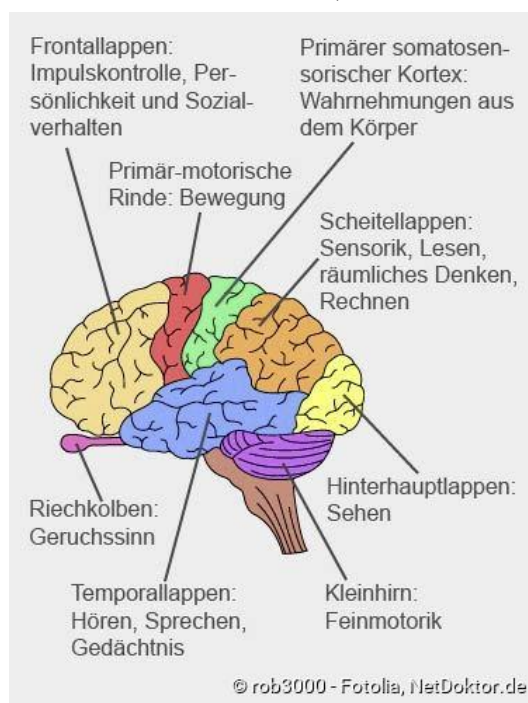 Frontallappen:
Impulskontrolle, Per-
sönlichkeit und Sozial-
verhalten
Primärer somatosen-
sorischer Kortex:
Wahrnehmungen aus
dem Körper
Primär-motorische
Rinde: Bewegung
Scheitellappen:
Sensorik, Lesen,
räumliches Denken,
Rechnen
Hinterhauptlappen:
Sehen
Riechkolben:
Geruchssinn
Temporallappen:
Hören, Sprechen,
Gedächtnis
Kleinhirn:
Feinmotorik
© rob3000 - Fotolia, NetDoktor.de